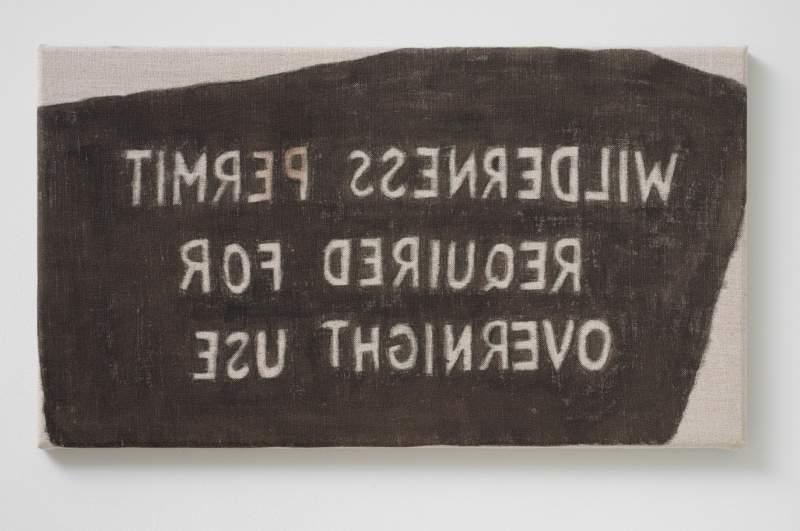 WILDERNESS PERMIT
REQUIRED FOR
OVERNIGHT USE